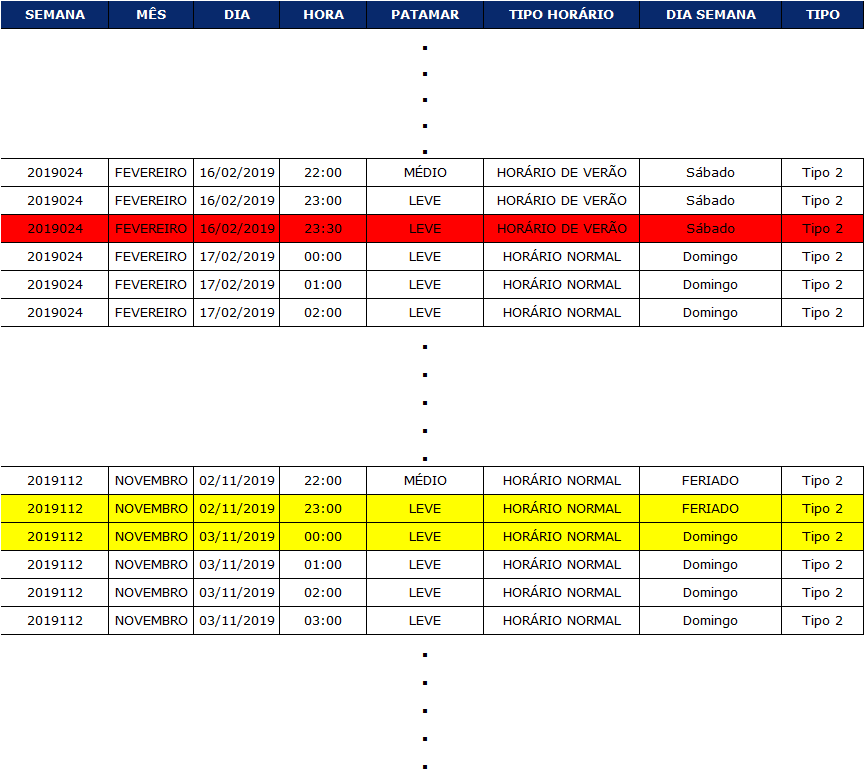 SEMANA MÊS DIA HORA PATAMAR TIPO HORÁRIO DIA SEMANA TIPO
2019024 FEVEREIRO 16/02/2019 22:00 MÉDIO HORÁRIO DE VERÃO Sábado Tipo 2
2019024 FEVEREIRO 16/02/2019 23:00 LEVE HORÁRIO DE VERÃO Sábado Tipo 2
2019024 FEVEREIRO 16/02/2019 23:30 LEVE HORÁRIO DE VERÃO Sábado Tipo 2
2019024 FEVEREIRO 17/02/2019 00:00 LEVE HORÁRIO NORMAL Domingo Tipo 2
2019024 FEVEREIRO 17/02/2019 01:00 LEVE HORÁRIO NORMAL Domingo Tipo 2
2019024 FEVEREIRO 17/02/2019 02:00 LEVE HORÁRIO NORMAL Domingo Tipo 2
2019112 NOVEMBRO 02/11/2019 22:00 MÉDIO HORÁRIO NORMAL FERIADO Tipo 2
2019112 NOVEMBRO 02/11/2019 23:00 LEVE HORÁRIO NORMAL FERIADO Tipo 2
2019112 NOVEMBRO 03/11/2019 00:00 LEVE HORÁRIO NORMAL Domingo Tipo 2
2019112 NOVEMBRO 03/11/2019 01:00 LEVE HORÁRIO NORMAL Domingo Tipo 2
2019112 NOVEMBRO 03/11/2019 02:00 LEVE HORÁRIO NORMAL Domingo Tipo 2
2019112 NOVEMBRO 03/11/2019 03:00 LEVE HORÁRIO NORMAL Domingo Tipo 2